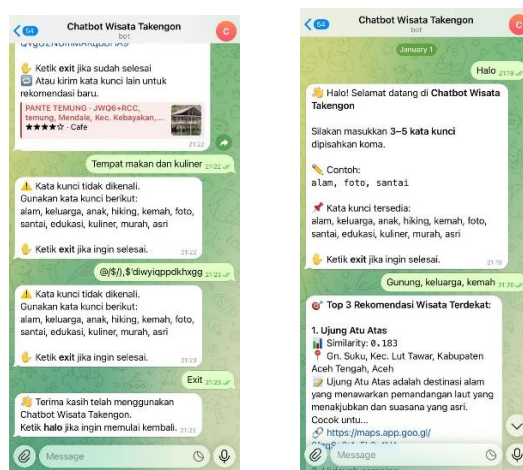 54
Chatbot Wisata Takengon
bot
C
Ketik exit jika sudah selesai
Atau kirim kata kunci lain untuk
rekomendasi baru.
PANTE TEMUNG · JWQ6+RCC,
temung, Mendale, Kec. Kebayakan,...
★★★★☆ · Cafe
21:22
Tempat makan dan kuliner 21:22
Kata kunci tidak dikenali.
Gunakan kata kunci berikut:
alam, keluarga, anak, hiking, kemah, foto,
santai, edukasi, kuliner, murah, asri
Ketik exit jika ingin selesai.
21:22
@/$/),$'diwyiqppdkhxgg 21:23
Kata kunci tidak dikenali.
Gunakan kata kunci berikut:
alam, keluarga, anak, hiking, kemah, foto,
santai, edukasi, kuliner, murah, asri
Ketik exit jika ingin selesai.
21:23
Exit 21:23
Terima kasih telah menggunakan
Chatbot Wisata Takengon.
Ketik halo jika ingin memulai kembali. 21:23
Message
54
Chatbot Wisata Takengon
bot
C
January 1
Halo 21:19
Halo! Selamat datang di Chatbot Wisata
Takengon
Silakan masukkan 3–5 kata kunci
dipisahkan koma.
Contoh:
alam, foto, santai
Kata kunci tersedia:
alam, keluarga, anak, hiking, kemah, foto,
santai, edukasi, kuliner, murah, asri
Ketik exit jika ingin selesai.
21:19
Gunung, keluarga, kemah 21:20
Top 3 Rekomendasi Wisata Terdekat:
1. Ujung Atu Atas
Similarity: 0.183
Gn. Suku, Kec. Lut Tawar, Kabupaten
Aceh Tengah, Aceh
Ujung Atu Atas adalah destinasi alam
yang menawarkan pemandangan laut yang
menakjubkan dan suasana yang asri.
Cocok untu...
https://maps.app.goo.gl/
Message